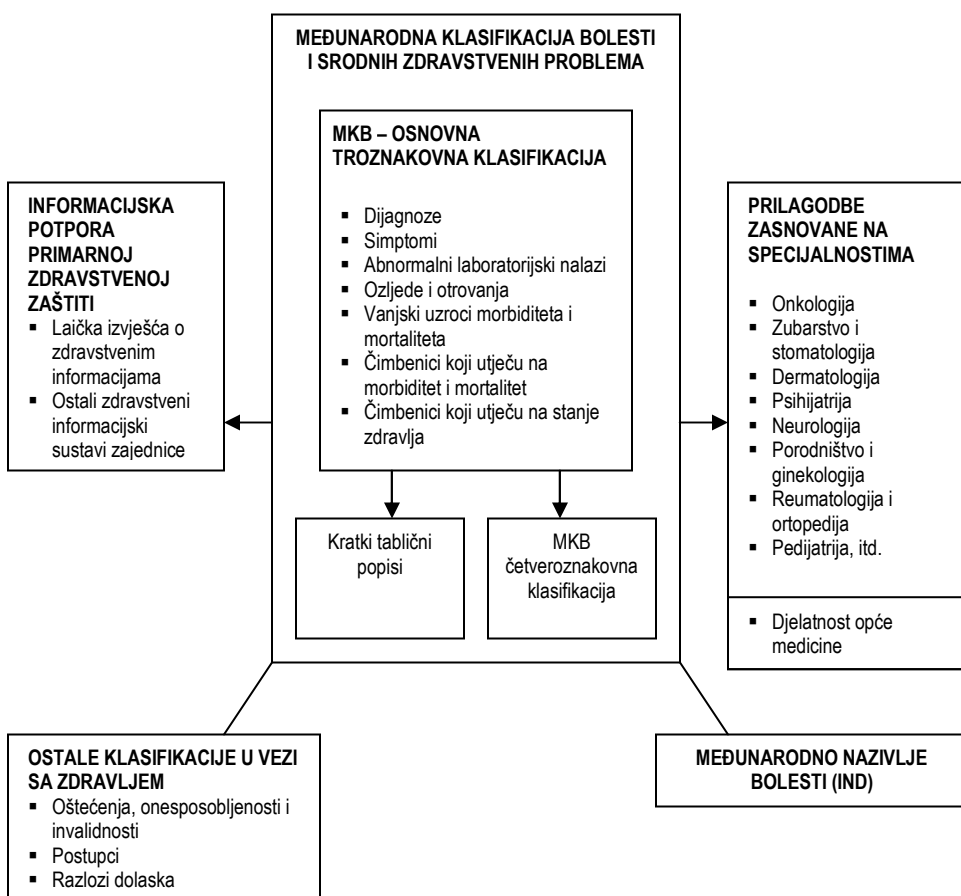 MEĐUNARODNA KLASIFIKACIJA BOLESTI
I SRODNIH ZDRAVSTVENIH PROBLEMA
MKB – OSNOVNA
TROZNAKOVNA KLASIFIKACIJA
▪ Dijagnoze
▪ Simptomi
▪ Abnormalni laboratorijski nalazi
▪ Ozljede i otrovanja
▪ Vanjski uzroci morbiditeta i
mortaliteta
▪ Čimbenici koji utječu na
morbiditet i mortalitet
▪ Čimbenici koji utječu na stanje
zdravlja
INFORMACIJSKA
POTPORA
PRIMARNOJ
ZDRAVSTVENOJ
ZAŠTITI
▪ Laička izvješća o
zdravstvenim
informacijama
▪ Ostali zdravstveni
informacijski
sustavi zajednice
PRILAGODBE
ZASNOVANE NA
SPECIJALNOSTIMA
▪ Onkologija
▪ Zubarstvo i
stomatologija
▪ Dermatologija
▪ Psihijatrija
▪ Neurologija
▪ Porodništvo i
ginekologija
▪ Reumatologija i
ortopedija
▪ Pedijatrija, itd.
▪ Djelatnost opće
medicine
Kratki tablični
popisi
MKB
četveroznakovna
klasifikacija
OSTALE KLASIFIKACIJE U VEZI
SA ZDRAVLJEM
▪ Oštećenja, onesposobljenosti i
invalidnosti
▪ Postupci
▪ Razlozi dolaska
MEĐUNARODNO NAZIVLJE
BOLESTI (IND)